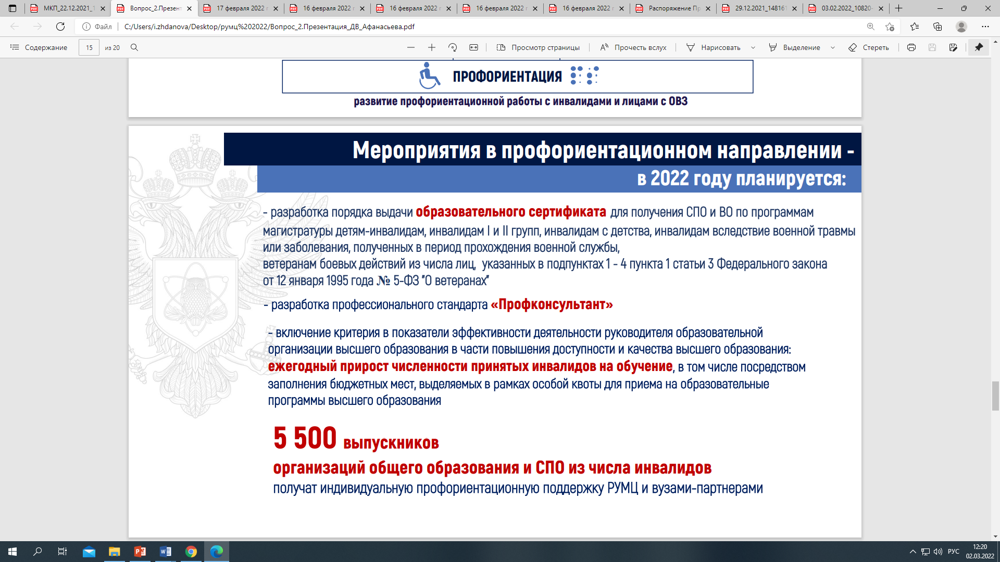 МКП_22.12.2021_1
Вопрос_2.Презент
17 февраля 2022 г
16 февраля 2022 г
16 февраля 2022 г
16 февраля 2022 г
16 февраля 2022 г
Распоряжение Пр
29.12.2021_148161
03.02.2022_10820-
Файл
C:/Users/i.zhdanova/Desktop/румц%202022/Вопрос_2.Презентация_ДВ_Афанасьева.pdf
Содержание
15
из 20
Просмотр страницы
Прочесть вслух
Нарисовать
Выделение
Стереть
ПРОФОРИЕНТАЦИЯ
развитие профориентационной работы с инвалидами и лицами с ОВЗ
Мероприятия в профориентационном направлении -
в 2022 году планируется:
- разработка порядка выдачи образовательного сертификата для получения СПО и ВО по программам
магистратуры детям-инвалидам, инвалидам I и II групп, инвалидам с детства, инвалидам вследствие военной травмы
или заболевания, полученных в период прохождения военной службы,
ветеранам боевых действий из числа лиц, указанных в подпунктах 1 - 4 пункта 1 статьи 3 Федерального закона
от 12 января 1995 года № 5-ФЗ "О ветеранах"
- разработка профессионального стандарта «Профконсультант»
- включение критерия в показатели эффективности деятельности руководителя образовательной
организации высшего образования в части повышения доступности и качества высшего образования:
ежегодный прирост численности принятых инвалидов на обучение, в том числе посредством
заполнения бюджетных мест, выделяемых в рамках особой квоты для приема на образовательные
программы высшего образования
5 500 выпускников
организаций общего образования и СПО из числа инвалидов
получат индивидуальную профориентационную поддержку РУМЦ и вузами-партнерами
РУС
12:20
02.03.2022